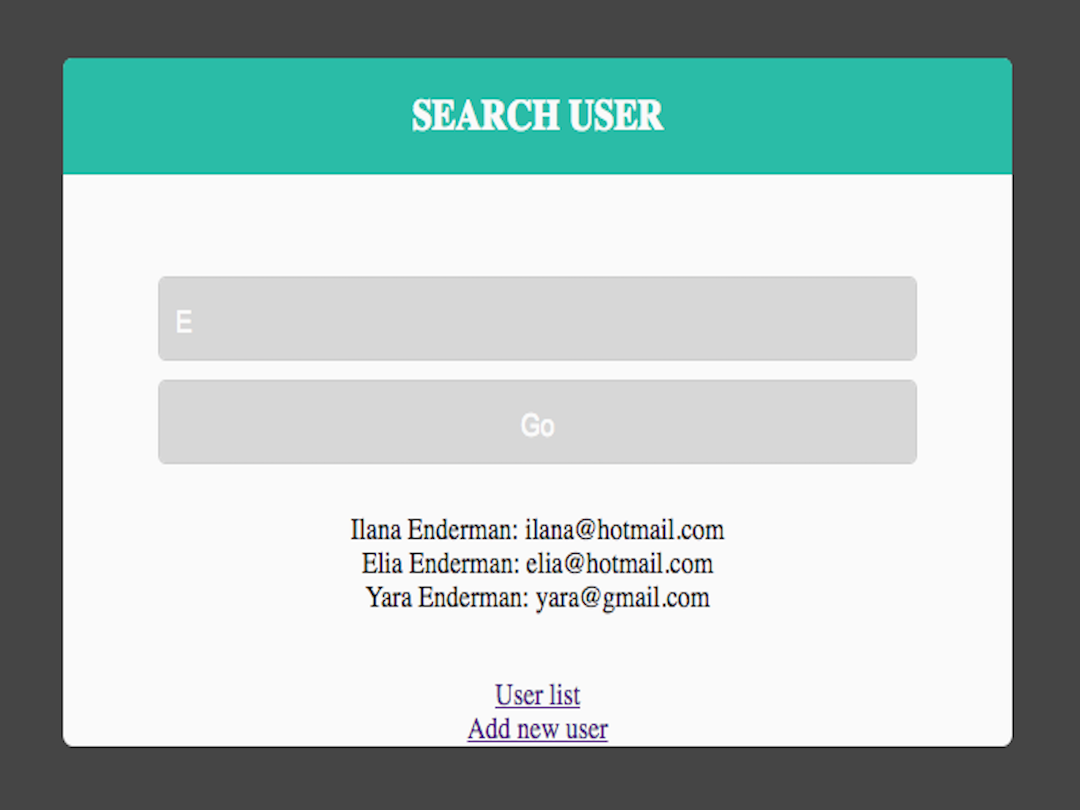 SEARCH USER
E
Go
Ilana Enderman: ilana@hotmail.com
Elia Enderman: elia@hotmail.com
Yara Enderman: yara@gmail.com
User list
Add new user